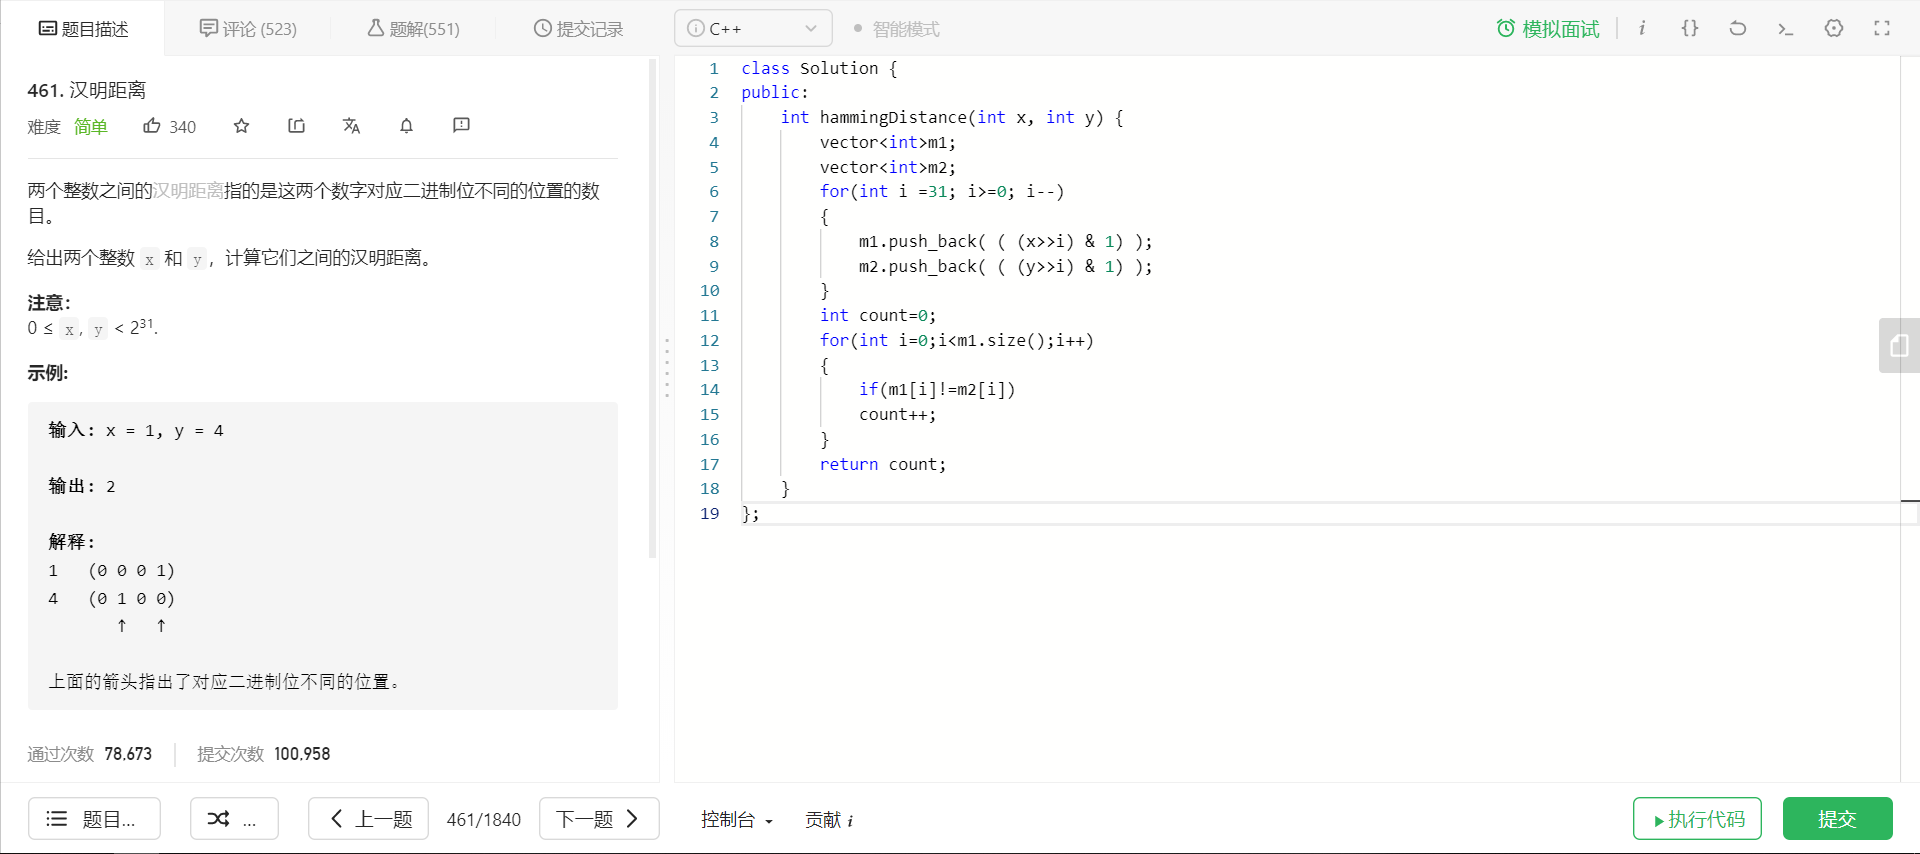 题目描述
评论 (523)
题解(551)
提交记录
C++
智能模式
模拟面试
i
{}
461. 汉明距离
难度 简单 340
两个整数之间的汉明距离指的是这两个数字对应二进制位不同的位置的数
目。
给出两个整数 x 和 y，计算它们之间的汉明距离。
注意：
0 ≤ x, y < 2³¹.
示例:
输入: x = 1, y = 4
输出: 2
解释:
1   (0 0 0 1)
4   (0 1 0 0)
       ↑   ↑
上面的箭头指出了对应二进制位不同的位置。
通过次数 78,673 提交次数 100,958
题目...
...
上一题
461/1840
下一题
1 class Solution {
2 public:
3     int hammingDistance(int x, int y) {
4         vector<int>m1;
5         vector<int>m2;
6         for(int i =31; i>=0; i--)
7         {
8             m1.push_back( ( (x>>i) & 1) );
9             m2.push_back( ( (y>>i) & 1) );
10         }
11         int count=0;
12         for(int i=0;i<m1.size();i++)
13         {
14             if(m1[i]!=m2[i])
15             count++;
16         }
17         return count;
18     }
19 };
控制台
贡献 i
执行代码
提交